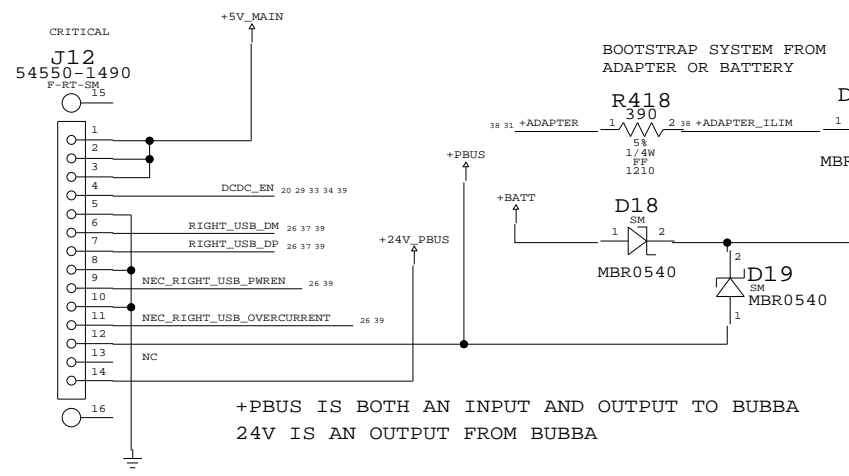 +5V_MAIN
CRITICAL
J12
54550-1490
F-RT-SM
15
1
2
3
4
DCDC_EN 20 29 33 34 39
5
6
RIGHT_USB_DM 26 37 39
7
RIGHT_USB_DP 26 37 39
8
9
NEC_RIGHT_USB_PWREN 26 39
10
11
NEC_RIGHT_USB_OVERCURRENT 26 39
12
13
NC
14
16
+24V_PBUS
+PBUS
BOOTSTRAP SYSTEM FROM
ADAPTER OR BATTERY
R418
390
38 31 +ADAPTER 1 2 38 +ADAPTER_ILIM 1
5%
1/4W
FF
1210
D
MBR
+BATT
D18
SM
1 2
MBR0540
2
D19
SM
MBR0540
1
+PBUS IS BOTH AN INPUT AND OUTPUT TO BUBBA
24V IS AN OUTPUT FROM BUBBA